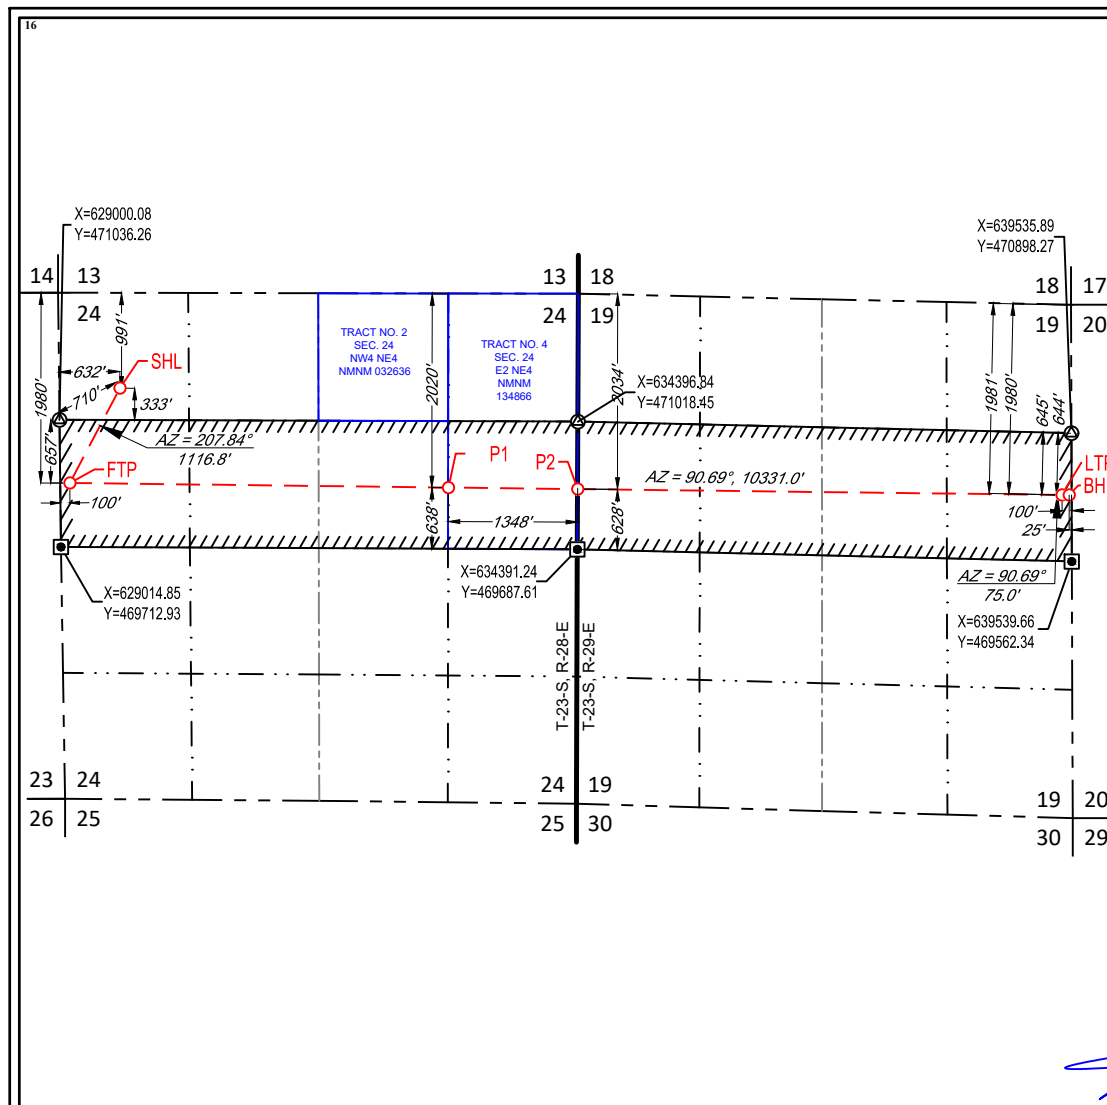 16
X=629000.08
Y=471036.26
X=639535.89
Y=470898.27
14 13
13 18
18 17
24
24 19
19 20
991'
632'
SHL
710'
333'
1980'
657'
AZ = 207.84°
1116.8'
FTP
100'
TRACT NO. 2
SEC. 24
NW4 NE4
NMNM 032636
TRACT NO. 4
SEC. 24
E2 NE4
NMNM
134866
2020'
2034'
X=634396.84
Y=471018.45
1981'
1980'
645'
644'
P1
P2
AZ = 90.69°, 10331.0'
LTP
BH
100'
25'
638'
1348'
628'
X=629014.85
Y=469712.93
X=634391.24
Y=469687.61
AZ = 90.69°
75.0'
X=639539.66
Y=469562.34
T-23-S, R-28-E
T-23-S, R-29-E
23 24
24 19
19 20
26 25
25 30
30 29